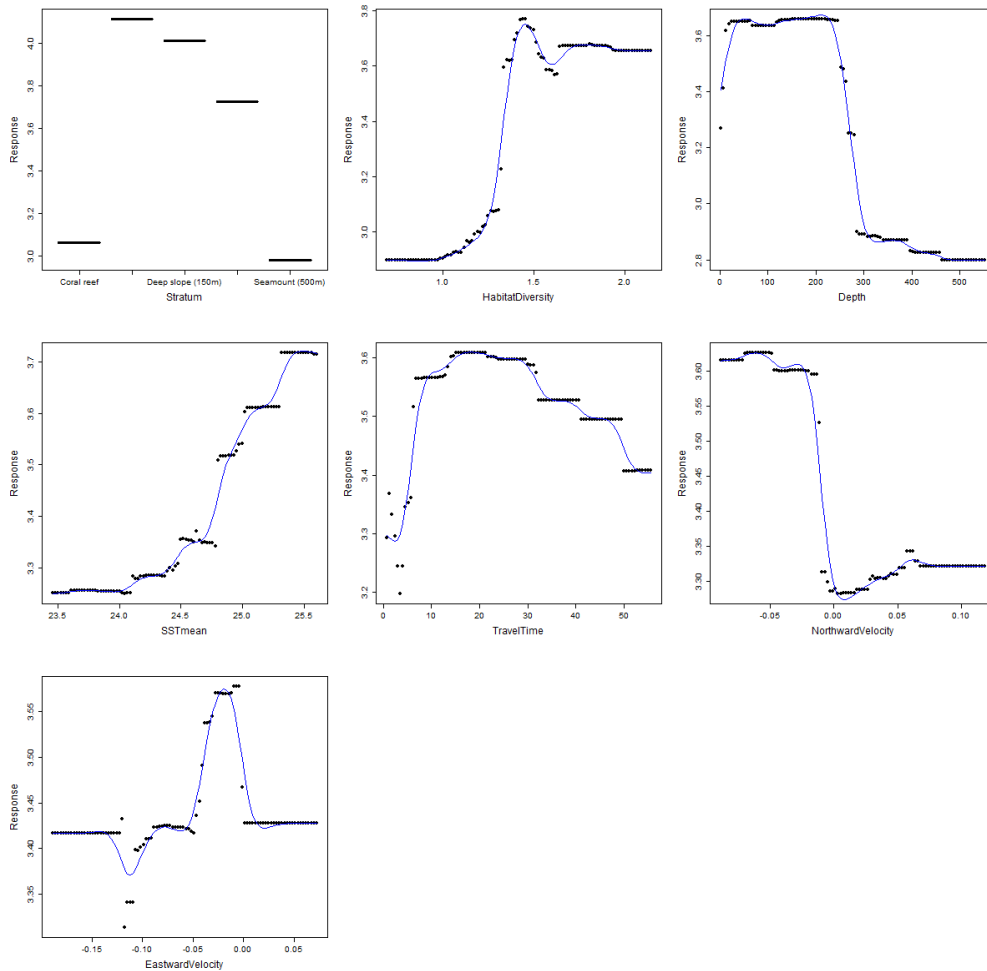 Response
3.0 3.2 3.4 3.6 3.8 4.0
Coral reef Deep slope (150m) Seamount (500m)
Stratum
Response
3.0 3.2 3.4 3.6 3.8
1.0 1.5 2.0
HabitatDiversity
Response
2.8 3.0 3.2 3.4 3.6
0 100 200 300 400 500
Depth
Response
3.3 3.4 3.5 3.6 3.7
23.5 24.0 24.5 25.0 25.5
SSTmean
Response
3.2 3.3 3.4 3.5 3.6
0 10 20 30 40 50
TravelTime
Response
3.30 3.35 3.40 3.45 3.50 3.55 3.60
-0.05 0.00 0.05 0.10
NorthwardVelocity
Response
3.35 3.40 3.45 3.50 3.55
-0.15 -0.10 -0.05 0.00 0.05
EastwardVelocity